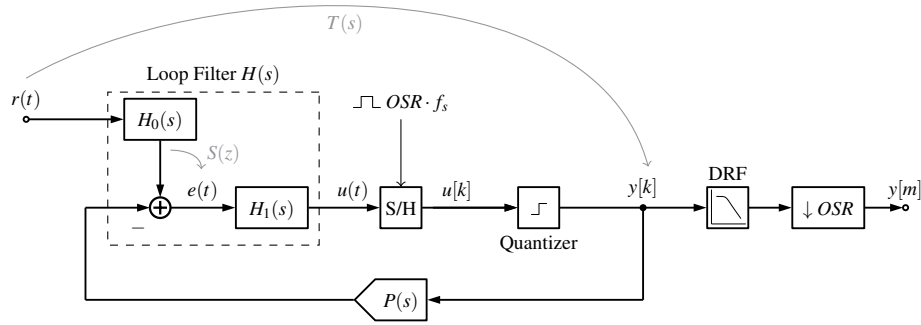 T(s)
Loop Filter H(s)
r(t)
H₀(s)
OSR · fₛ
S(z)
DRF
e(t)
u(t)
u[k]
y[k]
y[m]
H₁(s)
S/H
↓ OSR
−
Quantizer
P(s)